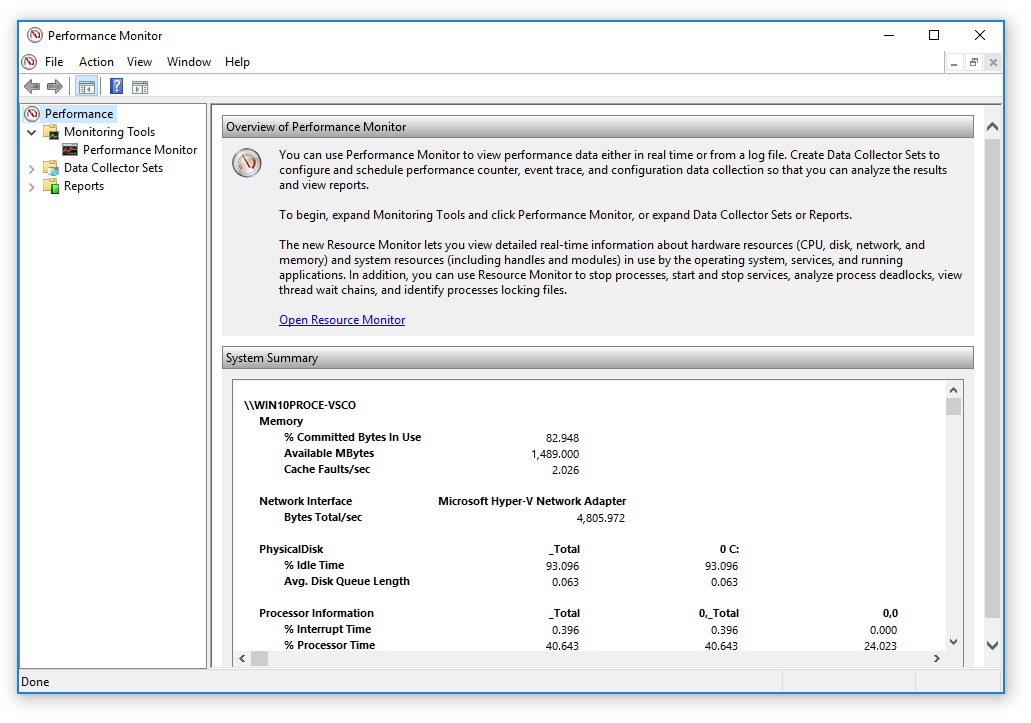 Performance Monitor
File Action View Window Help
Performance
Monitoring Tools
Performance Monitor
Data Collector Sets
Reports
Overview of Performance Monitor
You can use Performance Monitor to view performance data either in real time or from a log file. Create Data Collector Sets to
configure and schedule performance counter, event trace, and configuration data collection so that you can analyze the results
and view reports.
To begin, expand Monitoring Tools and click Performance Monitor, or expand Data Collector Sets or Reports.
The new Resource Monitor lets you view detailed real-time information about hardware resources (CPU, disk, network, and
memory) and system resources (including handles and modules) in use by the operating system, services, and running
applications. In addition, you can use Resource Monitor to stop processes, start and stop services, analyze process deadlocks, view
thread wait chains, and identify processes locking files.
Open Resource Monitor
System Summary
\\WIN10PROCE-VSCO
Memory
% Committed Bytes In Use 82.948
Available MBytes 1,489.000
Cache Faults/sec 2.026
Network Interface Microsoft Hyper-V Network Adapter
Bytes Total/sec 4,805.972
PhysicalDisk _Total 0 C:
% Idle Time 93.096 93.096
Avg. Disk Queue Length 0.063 0.063
Processor Information _Total 0,_Total 0,0
% Interrupt Time 0.396 0.396 0.000
% Processor Time 40.643 40.643 24.023
Done